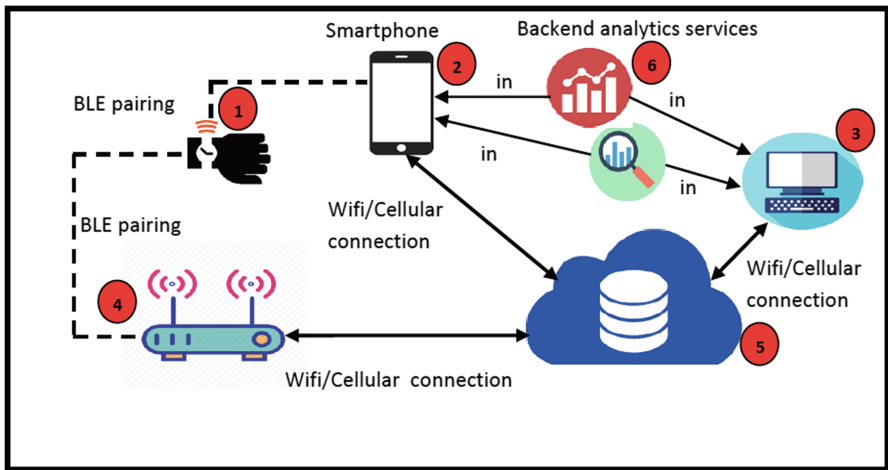 Smartphone
Backend analytics services
2
6
in
in
BLE pairing
1
3
in
in
Wifi/Cellular
connection
BLE pairing
Wifi/Cellular
connection
4
5
Wifi/Cellular connection